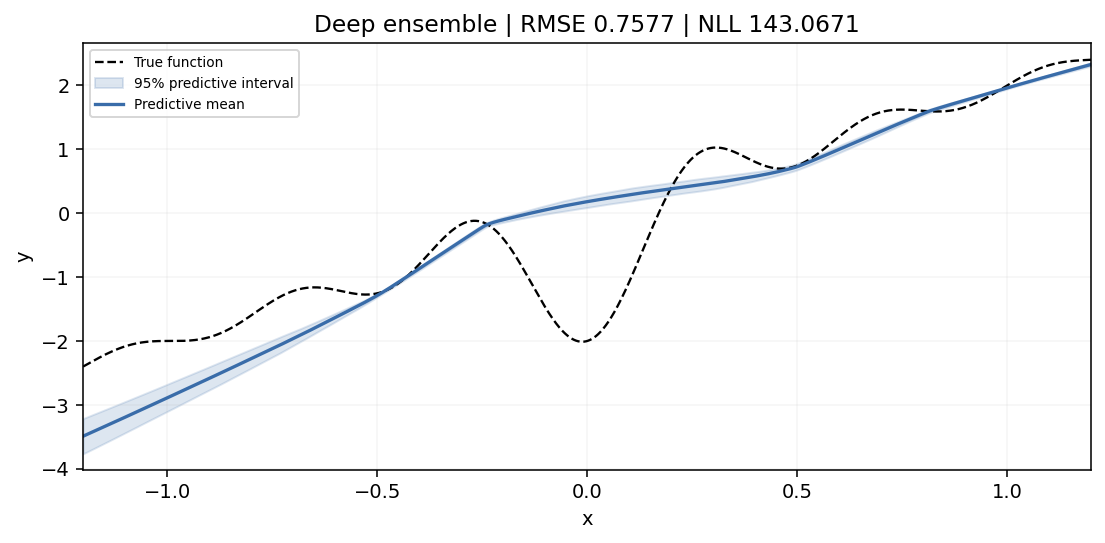 Deep ensemble | RMSE 0.7577 | NLL 143.0671
True function
95% predictive interval
Predictive mean
y
2
1
0
−1
−2
−3
−4
−1.0
−0.5
0.0
0.5
1.0
x